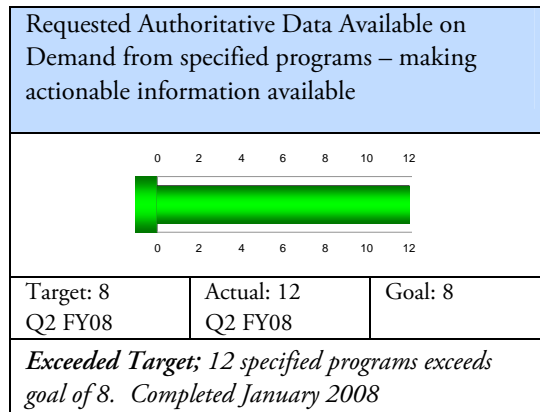 Requested Authoritative Data Available on
Demand from specified programs – making
actionable information available
0 2 4 6 8 10 12
0 2 4 6 8 10 12
Target: 8 Actual: 12 Goal: 8
Q2 FY08 Q2 FY08
Exceeded Target; 12 specified programs exceeds
goal of 8. Completed January 2008